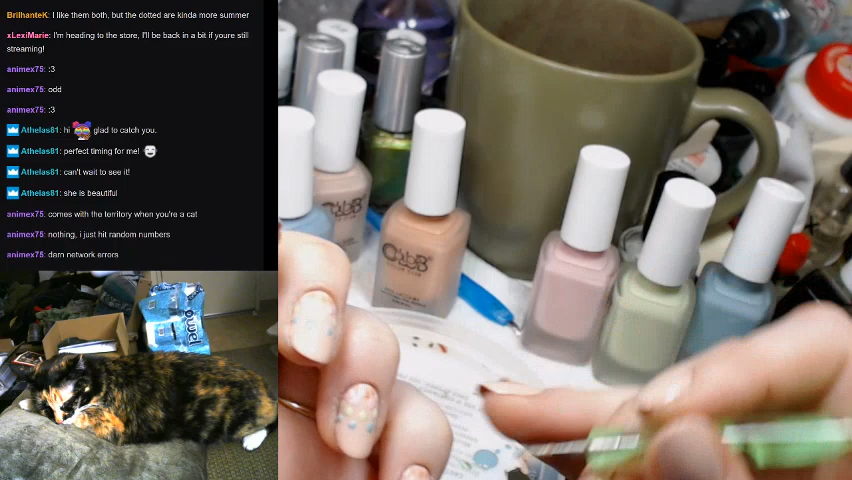 BrilhanteK: I like them both, but the dotted are kinda more summer
xLexiMarie: I'm heading to the store, I'll be back in a bit if youre still
streaming!
animex75: :3
animex75: odd
animex75: :3
Athelas81: hi glad to catch you.
Athelas81: perfect timing for me!
Athelas81: can't wait to see it!
Athelas81: she is beautiful
animex75: comes with the territory when you're a cat
animex75: nothing, i just hit random numbers
animex75: darn network errors
COLOR CLUB